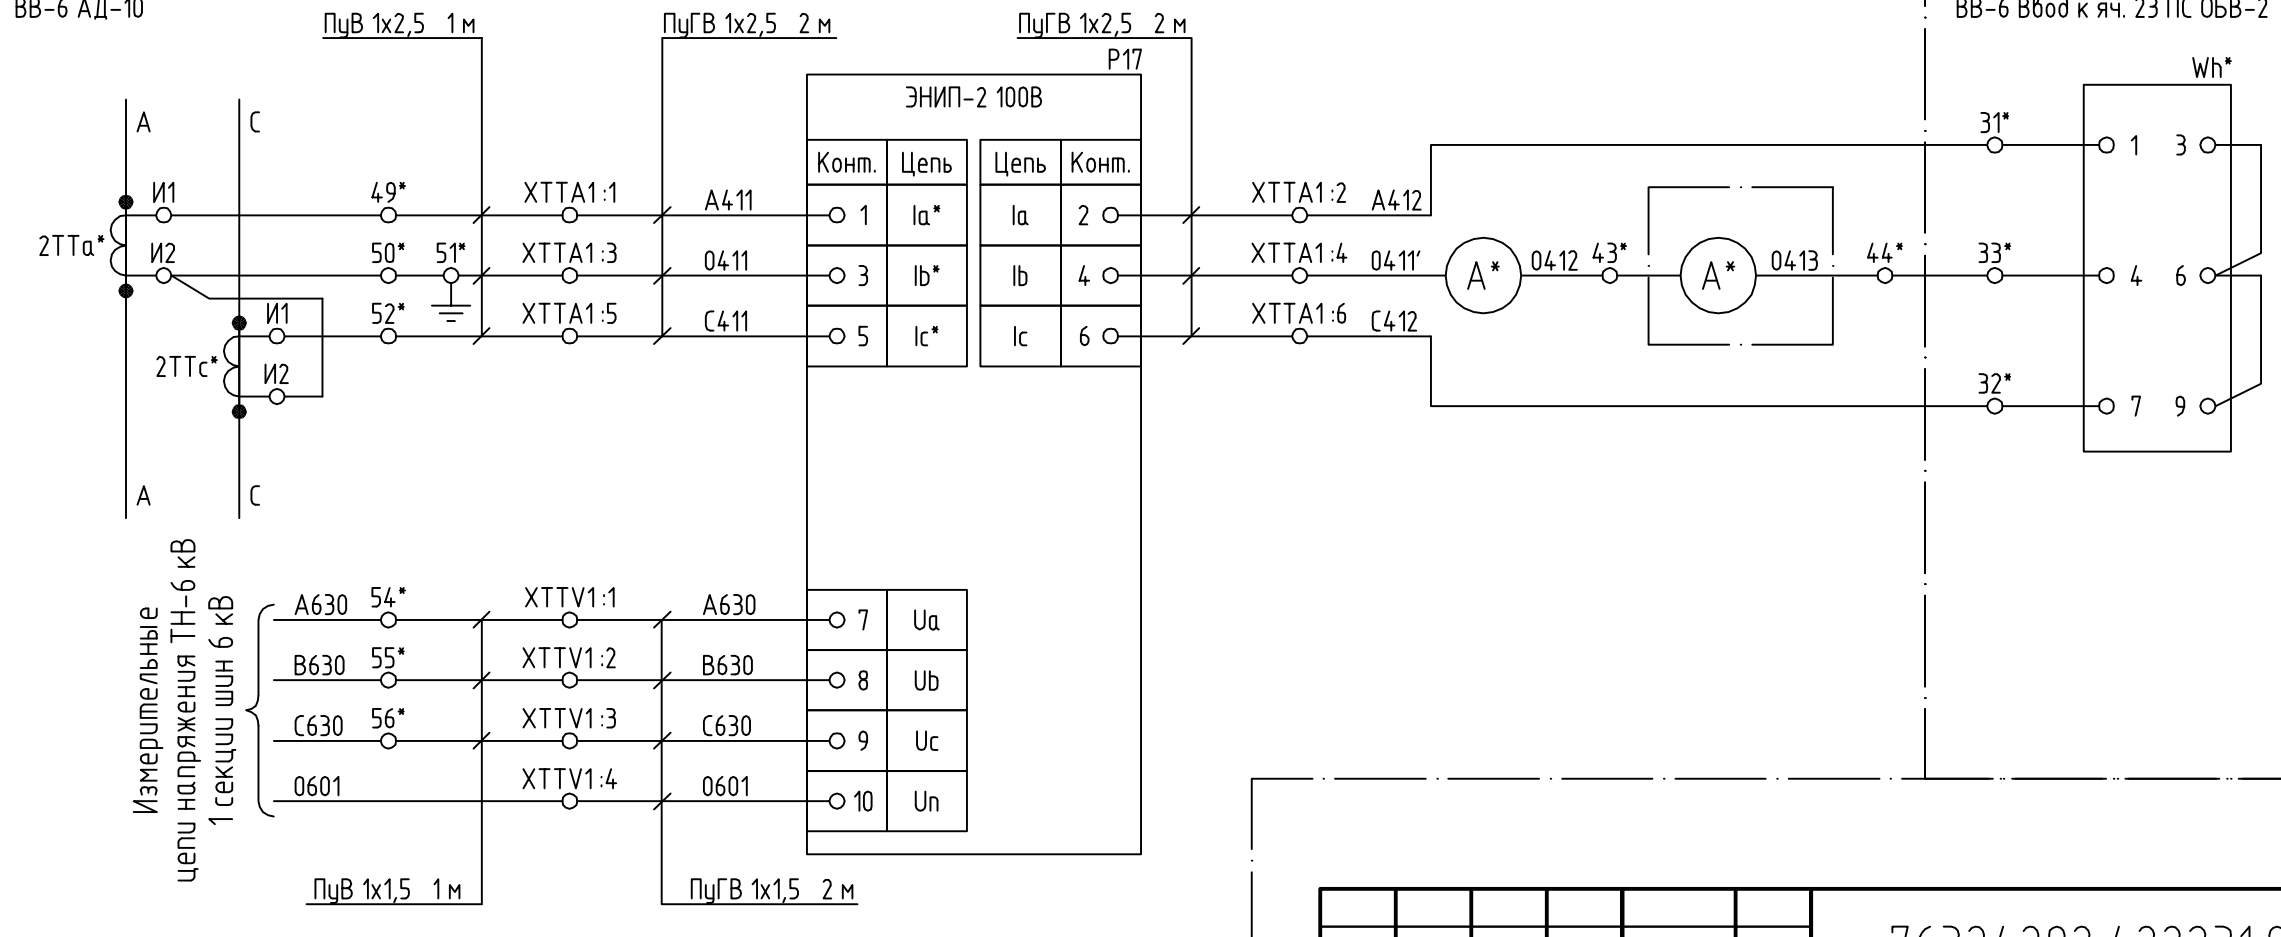 ВВ-6 АД-10
ПуВ 1х2,5 1 м
ПуГВ 1х2,5 2 м
ПуГВ 1х2,5 2 м
ВВ-6 Ввод к яч. 23 ПС ОБВ-2
P17
Wh*
ЭНИП-2 100В
А С
Конт. Цепь Цепь Конт.
31*
1 3
И1 49* ХТТА1:1 А411 1 Ia* Ia 2 ХТТА1:2 А412
2ТТа*
И2 50* 51* ХТТА1:3 0411 3 Ib* Ib 4 ХТТА1:4 0411' А* 0412 43* А* 0413 44* 33* 4 6
И1 52* ХТТА1:5 С411 5 Ic* Ic 6 ХТТА1:6 С412
2ТТс*
И2
32* 7 9
А С
Измерительные
цепи напряжения ТН-6 кВ
1 секции шин 6 кВ
А630 54* XTTV1:1 А630 7 Ua
В630 55* XTTV1:2 В630 8 Ub
С630 56* XTTV1:3 С630 9 Uc
0601 XTTV1:4 0601 10 Un
ПуВ 1х1,5 1 м
ПуГВ 1х1,5 2 м